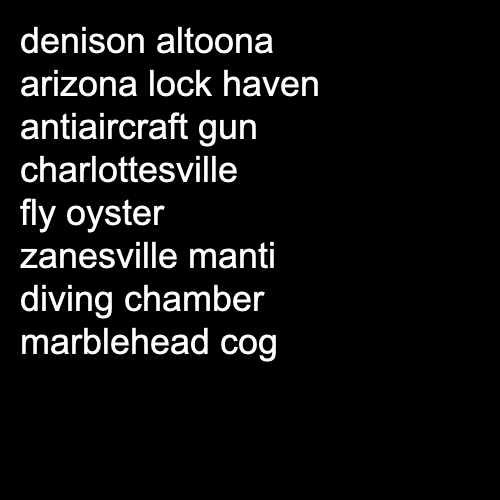 denison altoona
arizona lock haven
antiaircraft gun
charlottesville
fly oyster
zanesville manti
diving chamber
marblehead cog